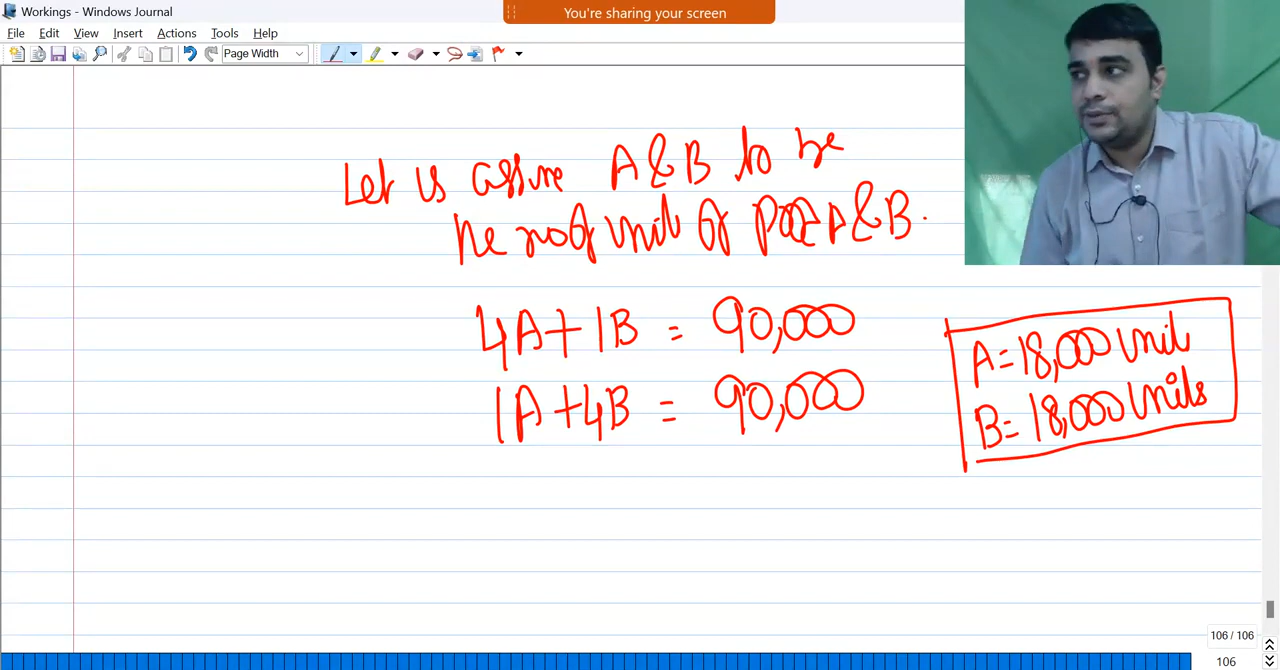 Workings - Windows Journal
You're sharing your screen
File Edit View Insert Actions Tools Help
Page Width
Let us assume A&B to be
the no of unit of A&B.
4A+1B = 90,000
1A+4B = 90,000
A=18,000 units
B=18,000 units
106 / 106
106